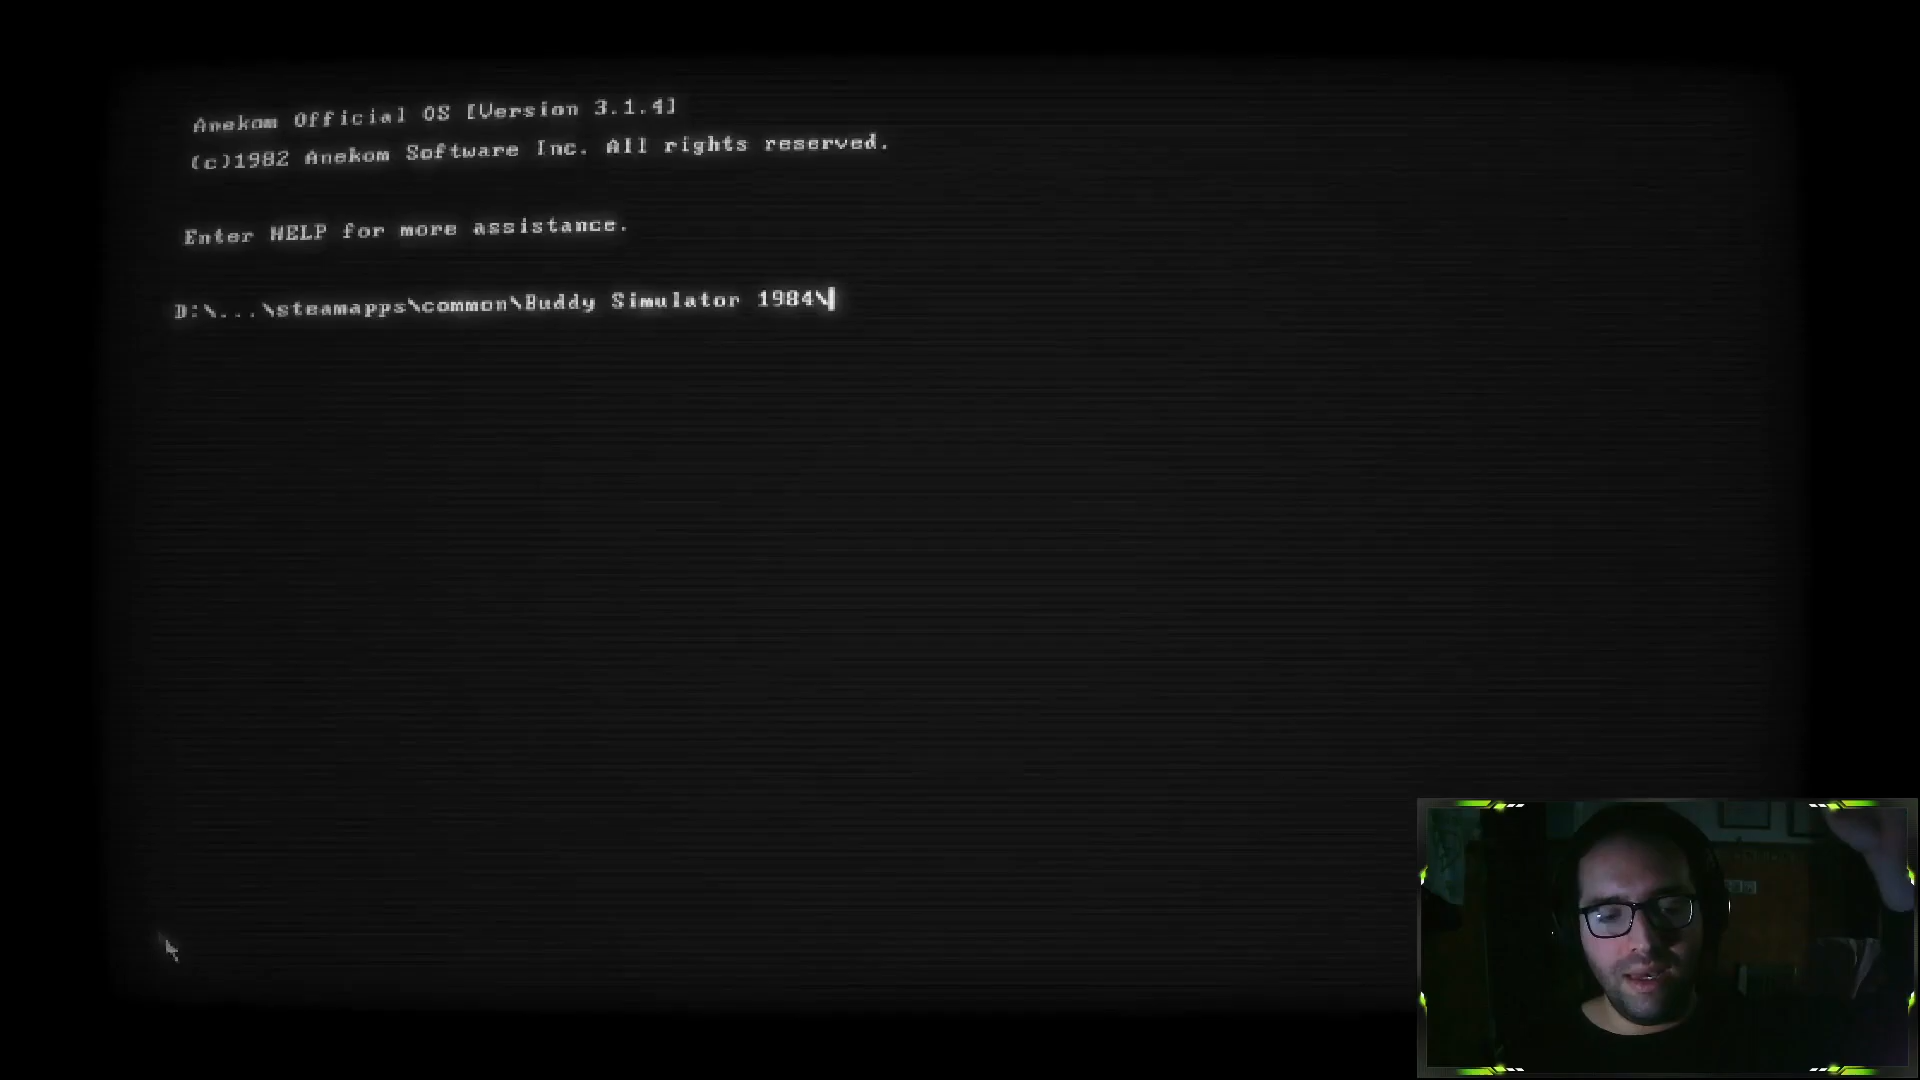 Anekom Official OS [Version 3.1.4]
(c)1982 Anekom Software Inc. All rights reserved.
Enter HELP for more assistance.
D:\...\steamapps\common\Buddy Simulator 1984\